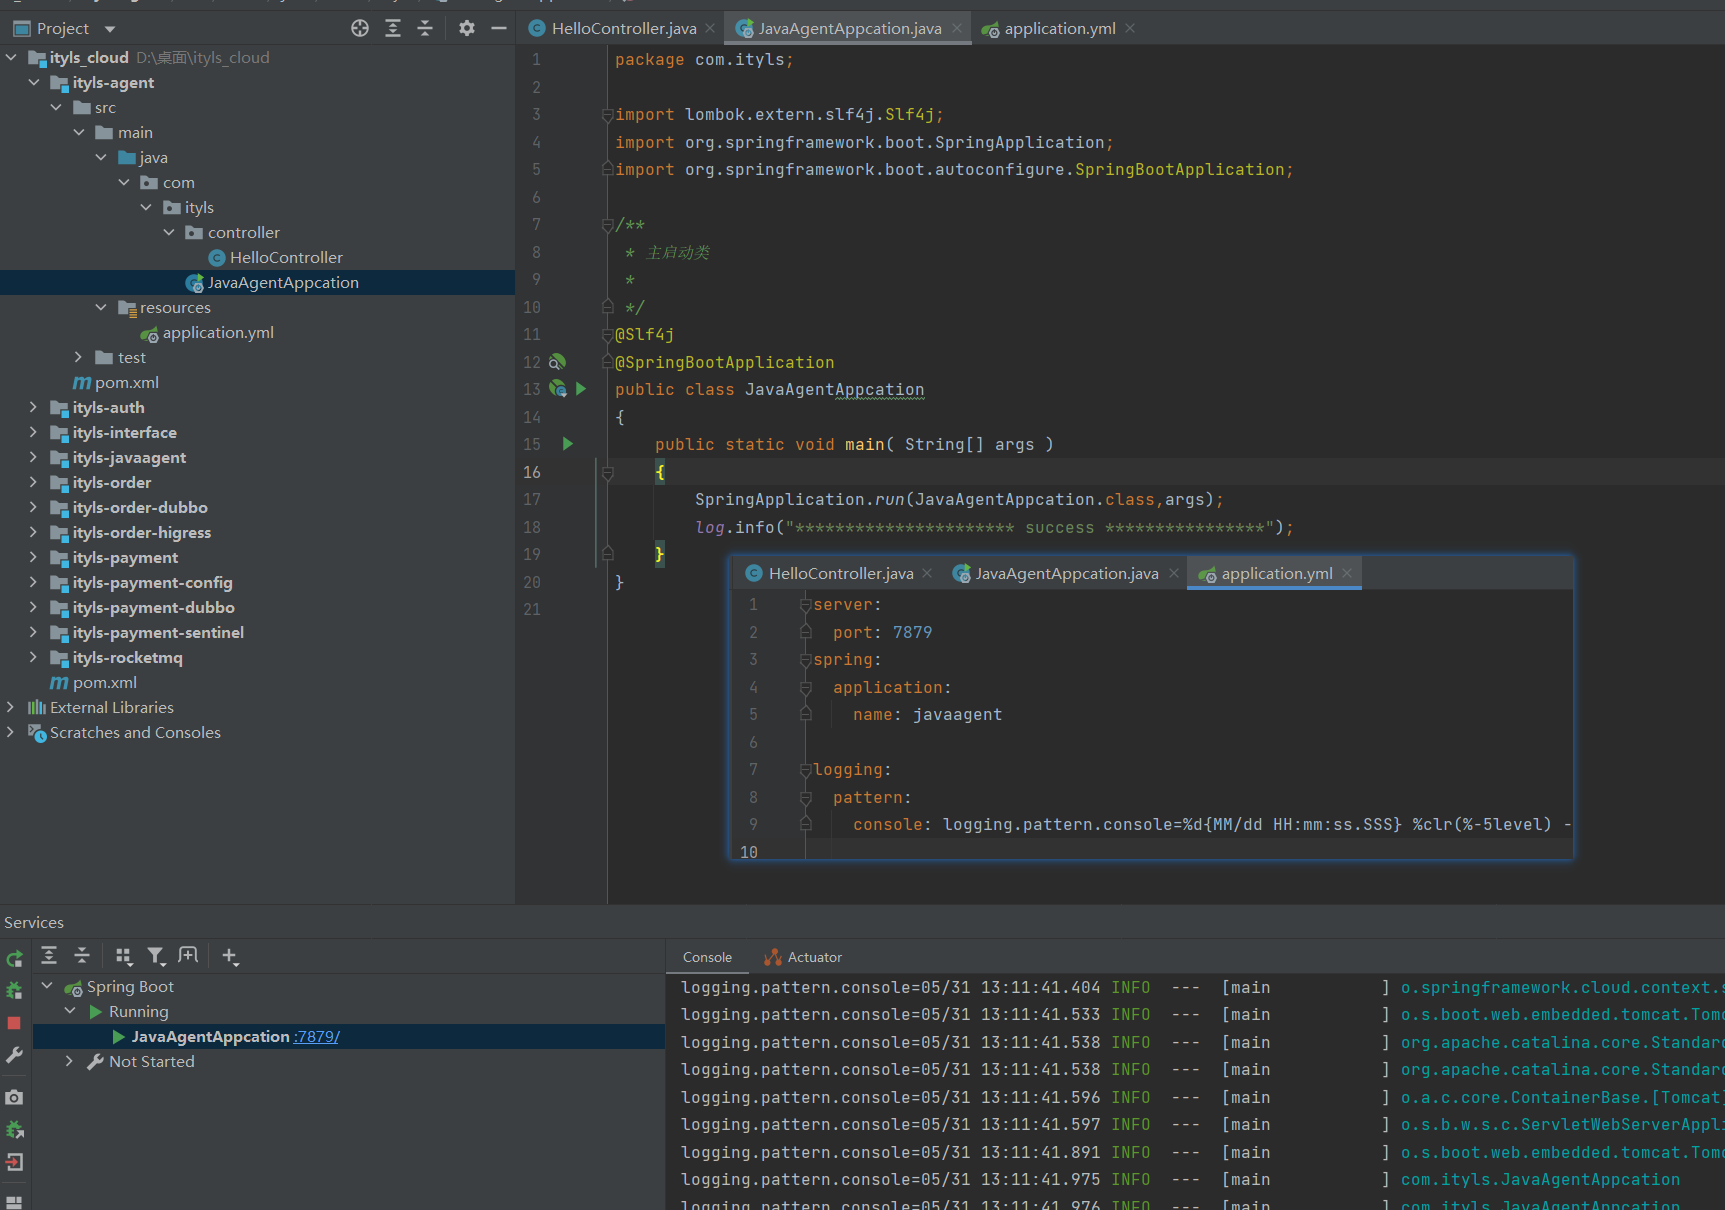 Project
ityls_cloud D:\桌面\ityls_cloud
ityls-agent
src
main
java
com
ityls
controller
HelloController
JavaAgentAppcation
resources
application.yml
test
pom.xml
ityls-auth
ityls-interface
ityls-javaagent
ityls-order
ityls-order-dubbo
ityls-order-higress
ityls-payment
ityls-payment-config
ityls-payment-dubbo
ityls-payment-sentinel
ityls-rocketmq
pom.xml
External Libraries
Scratches and Consoles
HelloController.java JavaAgentAppcation.java application.yml
1 package com.ityls;
2
3 import lombok.extern.slf4j.Slf4j;
4 import org.springframework.boot.SpringApplication;
5 import org.springframework.boot.autoconfigure.SpringBootApplication;
6
7 /**
8 * 主启动类
9 *
10 */
11 @Slf4j
12 @SpringBootApplication
13 public class JavaAgentAppcation
14 {
15 public static void main( String[] args )
16 {
17 SpringApplication.run(JavaAgentAppcation.class,args);
18 log.info("********************** success ****************");
19 }
20 }
21
HelloController.java JavaAgentAppcation.java application.yml
1 server:
2 port: 7879
3 spring:
4 application:
5 name: javaagent
6
7 logging:
8 pattern:
9 console: logging.pattern.console=%d{MM/dd HH:mm:ss.SSS} %clr(%-5level) -
10
Services
Spring Boot
Running
JavaAgentAppcation :7879/
Not Started
Console Actuator
logging.pattern.console=05/31 13:11:41.404 INFO --- [main ] o.springframework.cloud.context.s
logging.pattern.console=05/31 13:11:41.533 INFO --- [main ] o.s.boot.web.embedded.tomcat.Tomc
logging.pattern.console=05/31 13:11:41.538 INFO --- [main ] org.apache.catalina.core.Standard
logging.pattern.console=05/31 13:11:41.538 INFO --- [main ] org.apache.catalina.core.Standard
logging.pattern.console=05/31 13:11:41.596 INFO --- [main ] o.a.c.core.ContainerBase.[Tomcat]
logging.pattern.console=05/31 13:11:41.597 INFO --- [main ] o.s.b.w.s.c.ServletWebServerAppli
logging.pattern.console=05/31 13:11:41.891 INFO --- [main ] o.s.boot.web.embedded.tomcat.Tomc
logging.pattern.console=05/31 13:11:41.975 INFO --- [main ] com.ityls.JavaAgentAppcation
logging.pattern.console=05/31 13:11:41.976 INFO --- [main ] com.ityls.JavaAgentAppcation